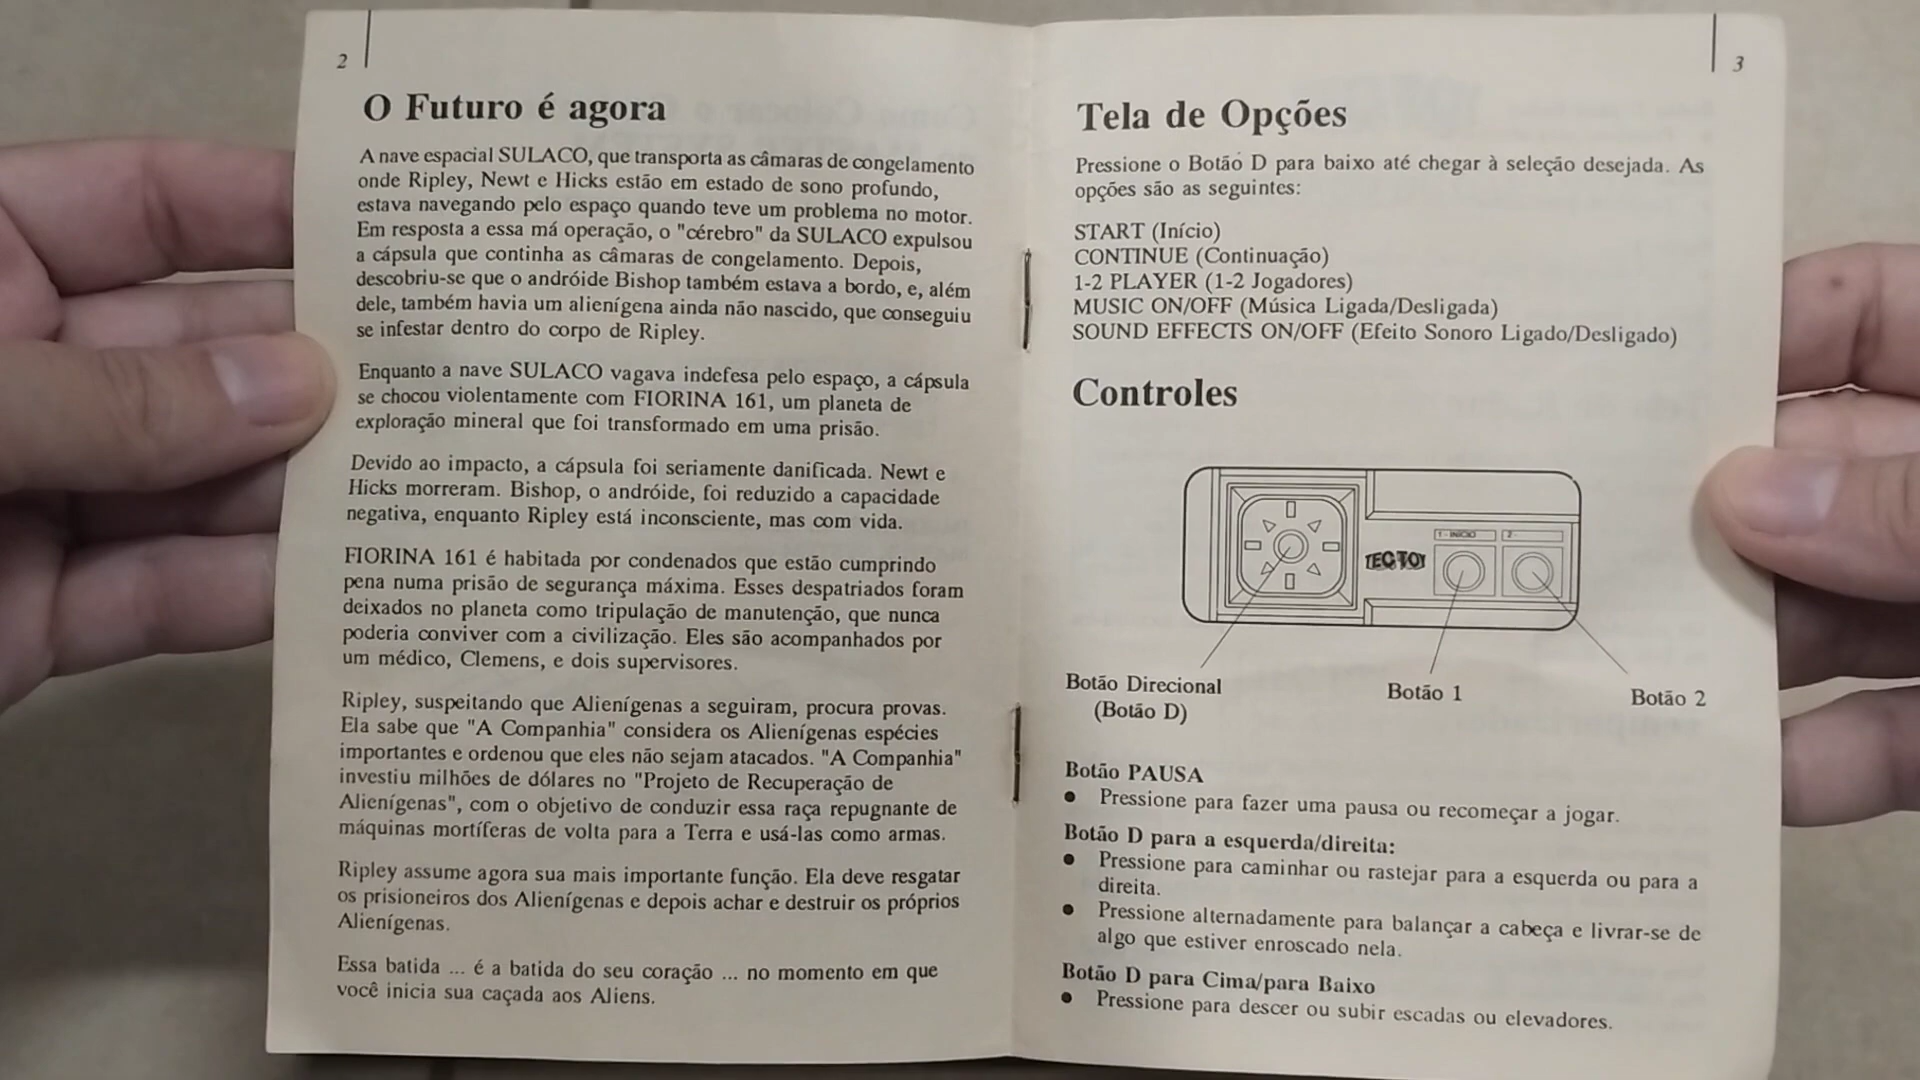 2
O Futuro é agora
A nave espacial SULACO, que transporta as câmaras de congelamento
onde Ripley, Newt e Hicks estão em estado de sono profundo,
estava navegando pelo espaço quando teve um problema no motor.
Em resposta a essa má operação, o "cérebro" da SULACO expulsou
a cápsula que continha as câmaras de congelamento. Depois,
descobriu-se que o andróide Bishop também estava a bordo, e, além
dele, também havia um alienígena ainda não nascido, que conseguiu
se infestar dentro do corpo de Ripley.
Enquanto a nave SULACO vagava indefesa pelo espaço, a cápsula
se chocou violentamente com FIORINA 161, um planeta de
exploração mineral que foi transformado em uma prisão.
Devido ao impacto, a cápsula foi seriamente danificada. Newt e
Hicks morreram. Bishop, o andróide, foi reduzido a capacidade
negativa, enquanto Ripley está inconsciente, mas com vida.
FIORINA 161 é habitada por condenados que estão cumprindo
pena numa prisão de segurança máxima. Esses despatriados foram
deixados no planeta como tripulação de manutenção, que nunca
poderia conviver com a civilização. Eles são acompanhados por
um médico, Clemens, e dois supervisores.
Ripley, suspeitando que Alienígenas a seguiram, procura provas.
Ela sabe que "A Companhia" considera os Alienígenas espécies
importantes e ordenou que eles não sejam atacados. "A Companhia"
investiu milhões de dólares no "Projeto de Recuperação de
Alienígenas", com o objetivo de conduzir essa raça repugnante de
máquinas mortíferas de volta para a Terra e usá-las como armas.
Ripley assume agora sua mais importante função. Ela deve resgatar
os prisioneiros dos Alienígenas e depois achar e destruir os próprios
Alienígenas.
Essa batida ... é a batida do seu coração ... no momento em que
você inicia sua caçada aos Aliens.
3
Tela de Opções
Pressione o Botão D para baixo até chegar à seleção desejada. As
opções são as seguintes:
START (Início)
CONTINUE (Continuação)
1-2 PLAYER (1-2 Jogadores)
MUSIC ON/OFF (Música Ligada/Desligada)
SOUND EFFECTS ON/OFF (Efeito Sonoro Ligado/Desligado)
Controles
1 - INÍCIO 2 -
TEC TOY
Botão Direcional
(Botão D)
Botão 1
Botão 2
Botão PAUSA
● Pressione para fazer uma pausa ou recomeçar a jogar.
Botão D para a esquerda/direita:
● Pressione para caminhar ou rastejar para a esquerda ou para a
direita.
● Pressione alternadamente para balançar a cabeça e livrar-se de
algo que estiver enroscado nela.
Botão D para Cima/para Baixo
● Pressione para descer ou subir escadas ou elevadores.